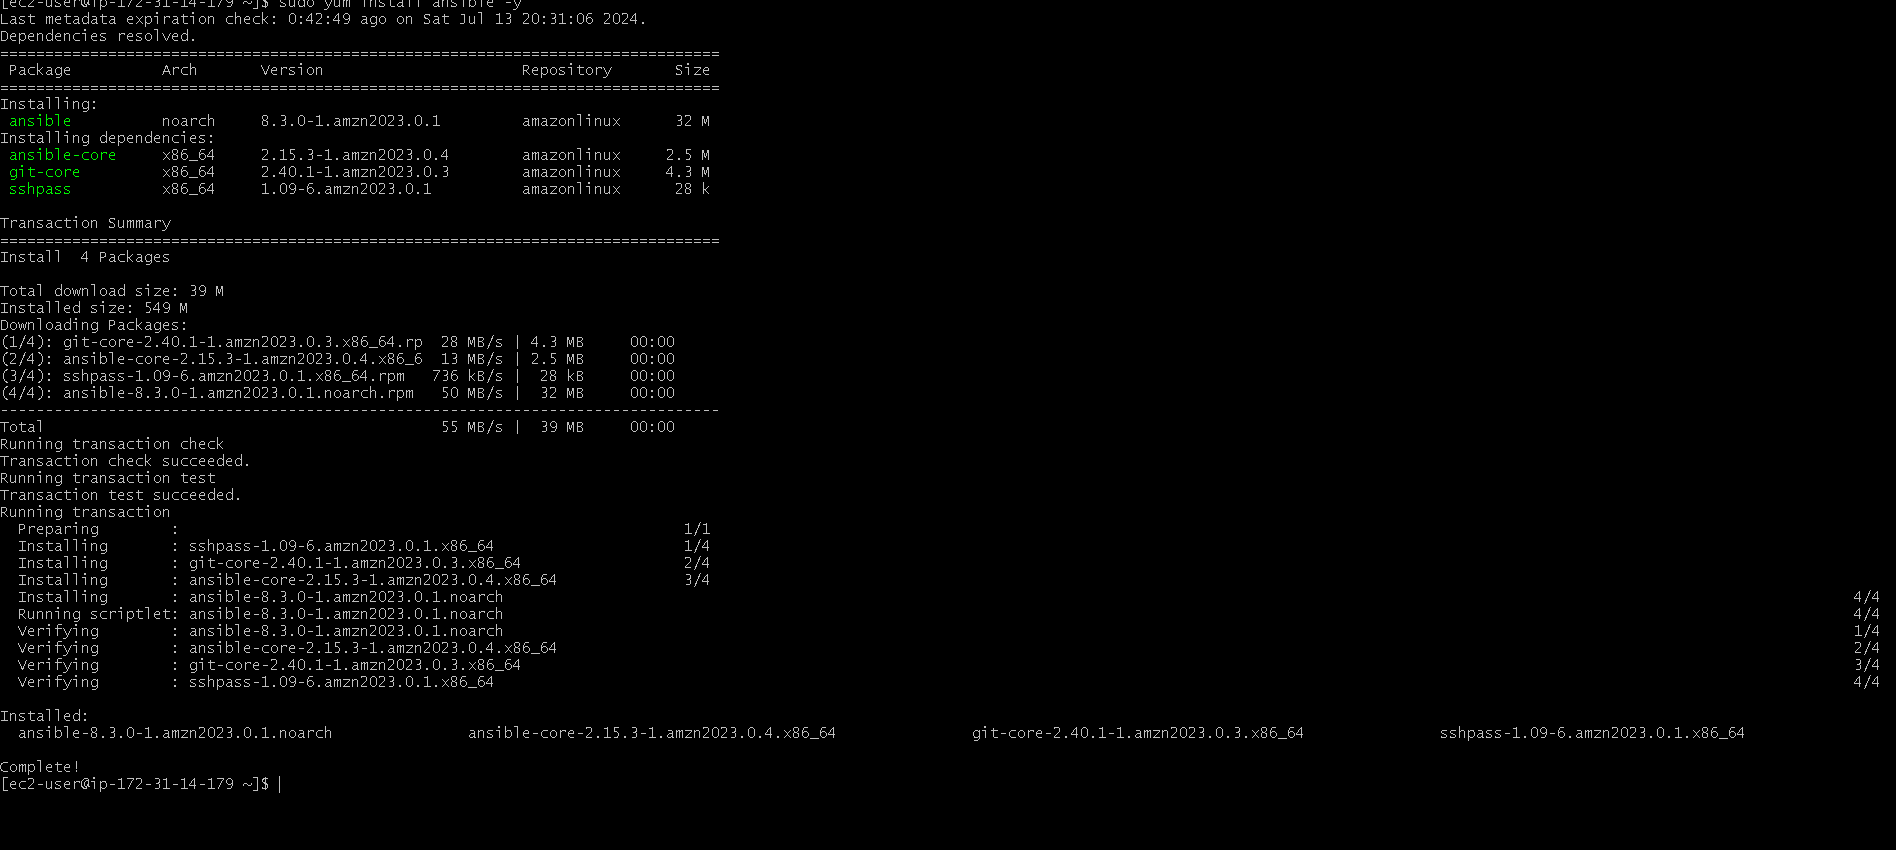 [ec2-user@ip-172-31-14-179 ~]$ sudo yum install ansible -y
Last metadata expiration check: 0:42:49 ago on Sat Jul 13 20:31:06 2024.
Dependencies resolved.
================================================================================
 Package          Arch       Version                      Repository       Size
================================================================================
Installing:
 ansible          noarch     8.3.0-1.amzn2023.0.1         amazonlinux      32 M
Installing dependencies:
 ansible-core     x86_64     2.15.3-1.amzn2023.0.4        amazonlinux     2.5 M
 git-core         x86_64     2.40.1-1.amzn2023.0.3        amazonlinux     4.3 M
 sshpass          x86_64     1.09-6.amzn2023.0.1          amazonlinux      28 k
Transaction Summary
================================================================================
Install  4 Packages
Total download size: 39 M
Installed size: 549 M
Downloading Packages:
(1/4): git-core-2.40.1-1.amzn2023.0.3.x86_64.rp  28 MB/s | 4.3 MB     00:00
(2/4): ansible-core-2.15.3-1.amzn2023.0.4.x86_6  13 MB/s | 2.5 MB     00:00
(3/4): sshpass-1.09-6.amzn2023.0.1.x86_64.rpm   736 kB/s |  28 kB     00:00
(4/4): ansible-8.3.0-1.amzn2023.0.1.noarch.rpm   50 MB/s |  32 MB     00:00
--------------------------------------------------------------------------------
Total                                            55 MB/s |  39 MB     00:00
Running transaction check
Transaction check succeeded.
Running transaction test
Transaction test succeeded.
Running transaction
  Preparing        :                                                        1/1
  Installing       : sshpass-1.09-6.amzn2023.0.1.x86_64                     1/4
  Installing       : git-core-2.40.1-1.amzn2023.0.3.x86_64                  2/4
  Installing       : ansible-core-2.15.3-1.amzn2023.0.4.x86_64              3/4
  Installing       : ansible-8.3.0-1.amzn2023.0.1.noarch                    4/4
  Running scriptlet: ansible-8.3.0-1.amzn2023.0.1.noarch                    4/4
  Verifying        : ansible-8.3.0-1.amzn2023.0.1.noarch                    1/4
  Verifying        : ansible-core-2.15.3-1.amzn2023.0.4.x86_64              2/4
  Verifying        : git-core-2.40.1-1.amzn2023.0.3.x86_64                  3/4
  Verifying        : sshpass-1.09-6.amzn2023.0.1.x86_64                     4/4
Installed:
  ansible-8.3.0-1.amzn2023.0.1.noarch    ansible-core-2.15.3-1.amzn2023.0.4.x86_64    git-core-2.40.1-1.amzn2023.0.3.x86_64    sshpass-1.09-6.amzn2023.0.1.x86_64
Complete!
[ec2-user@ip-172-31-14-179 ~]$